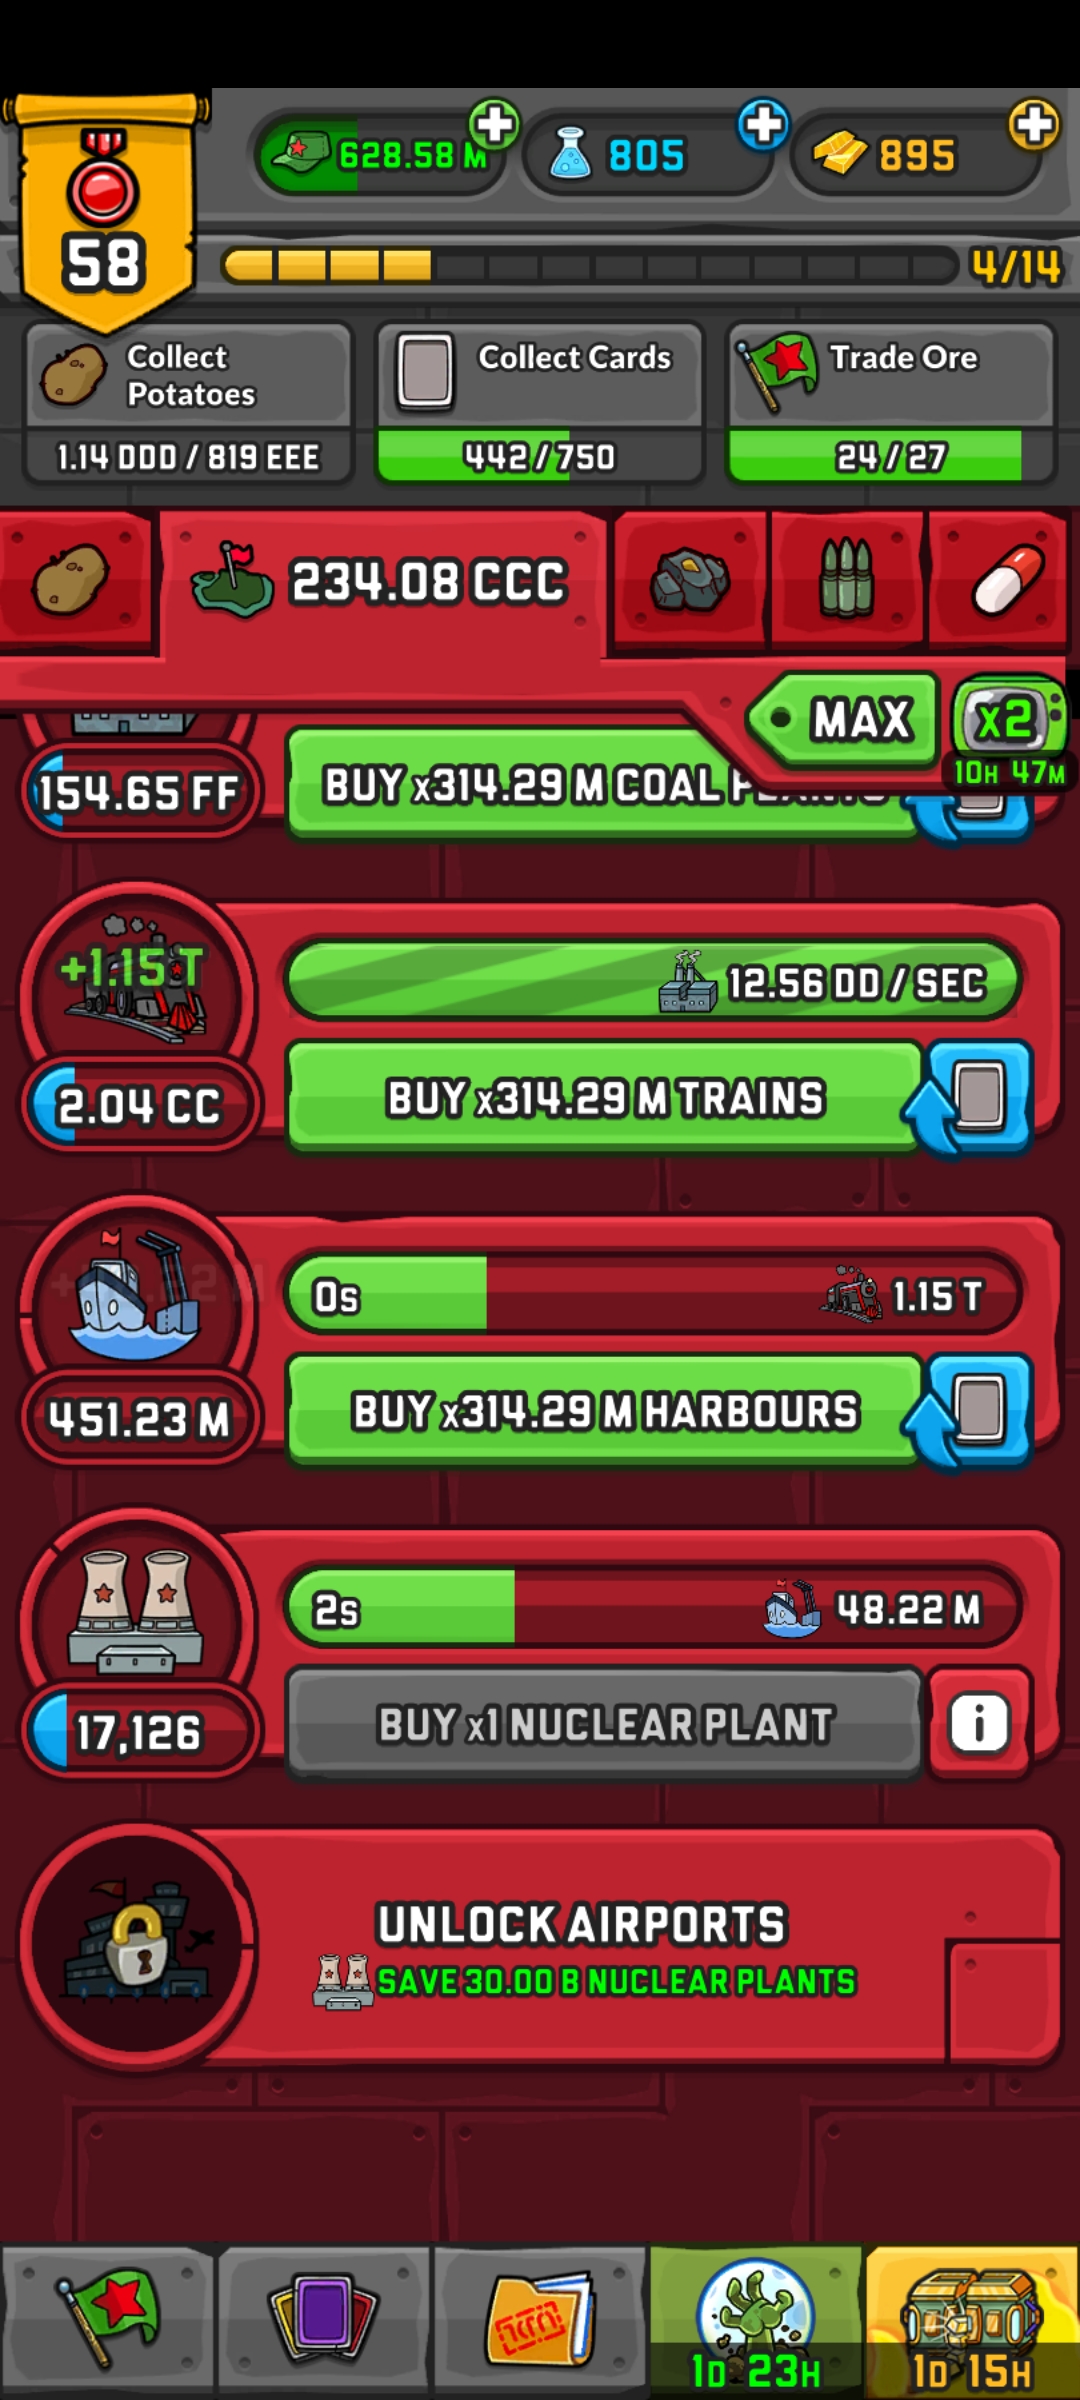 628.58 M
805
895
58
4/14
Collect
Potatoes
Collect Cards
Trade Ore
1.14 DDD / 819 EEE
442 / 750
24 / 27
234.08 CCC
MAX
x2
10H 47M
154.65 FF
BUY x314.29 M COAL PLANTS
+1.15 T
12.56 DD / SEC
2.04 CC
BUY x314.29 M TRAINS
0s
1.15 T
451.23 M
BUY x314.29 M HARBOURS
2s
48.22 M
17,126
BUY x1 NUCLEAR PLANT
i
UNLOCK AIRPORTS
SAVE 30.00 B NUCLEAR PLANTS
1D 23H
1D 15H